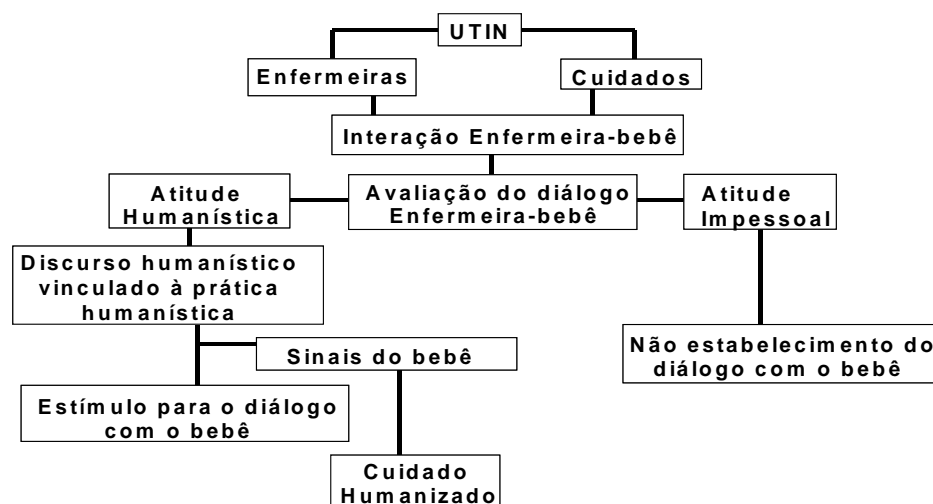 UTIN
Enfermeiras
Cuidados
Interação Enfermeira-bebê
Atitude
Humanística
Avaliação do diálogo
Enfermeira-bebê
Atitude
Impessoal
Discurso humanístico
vinculado à prática
humanística
Sinais do bebê
Não estabelecimento do
diálogo com o bebê
Estímulo para o diálogo
com o bebê
Cuidado
Humanizado